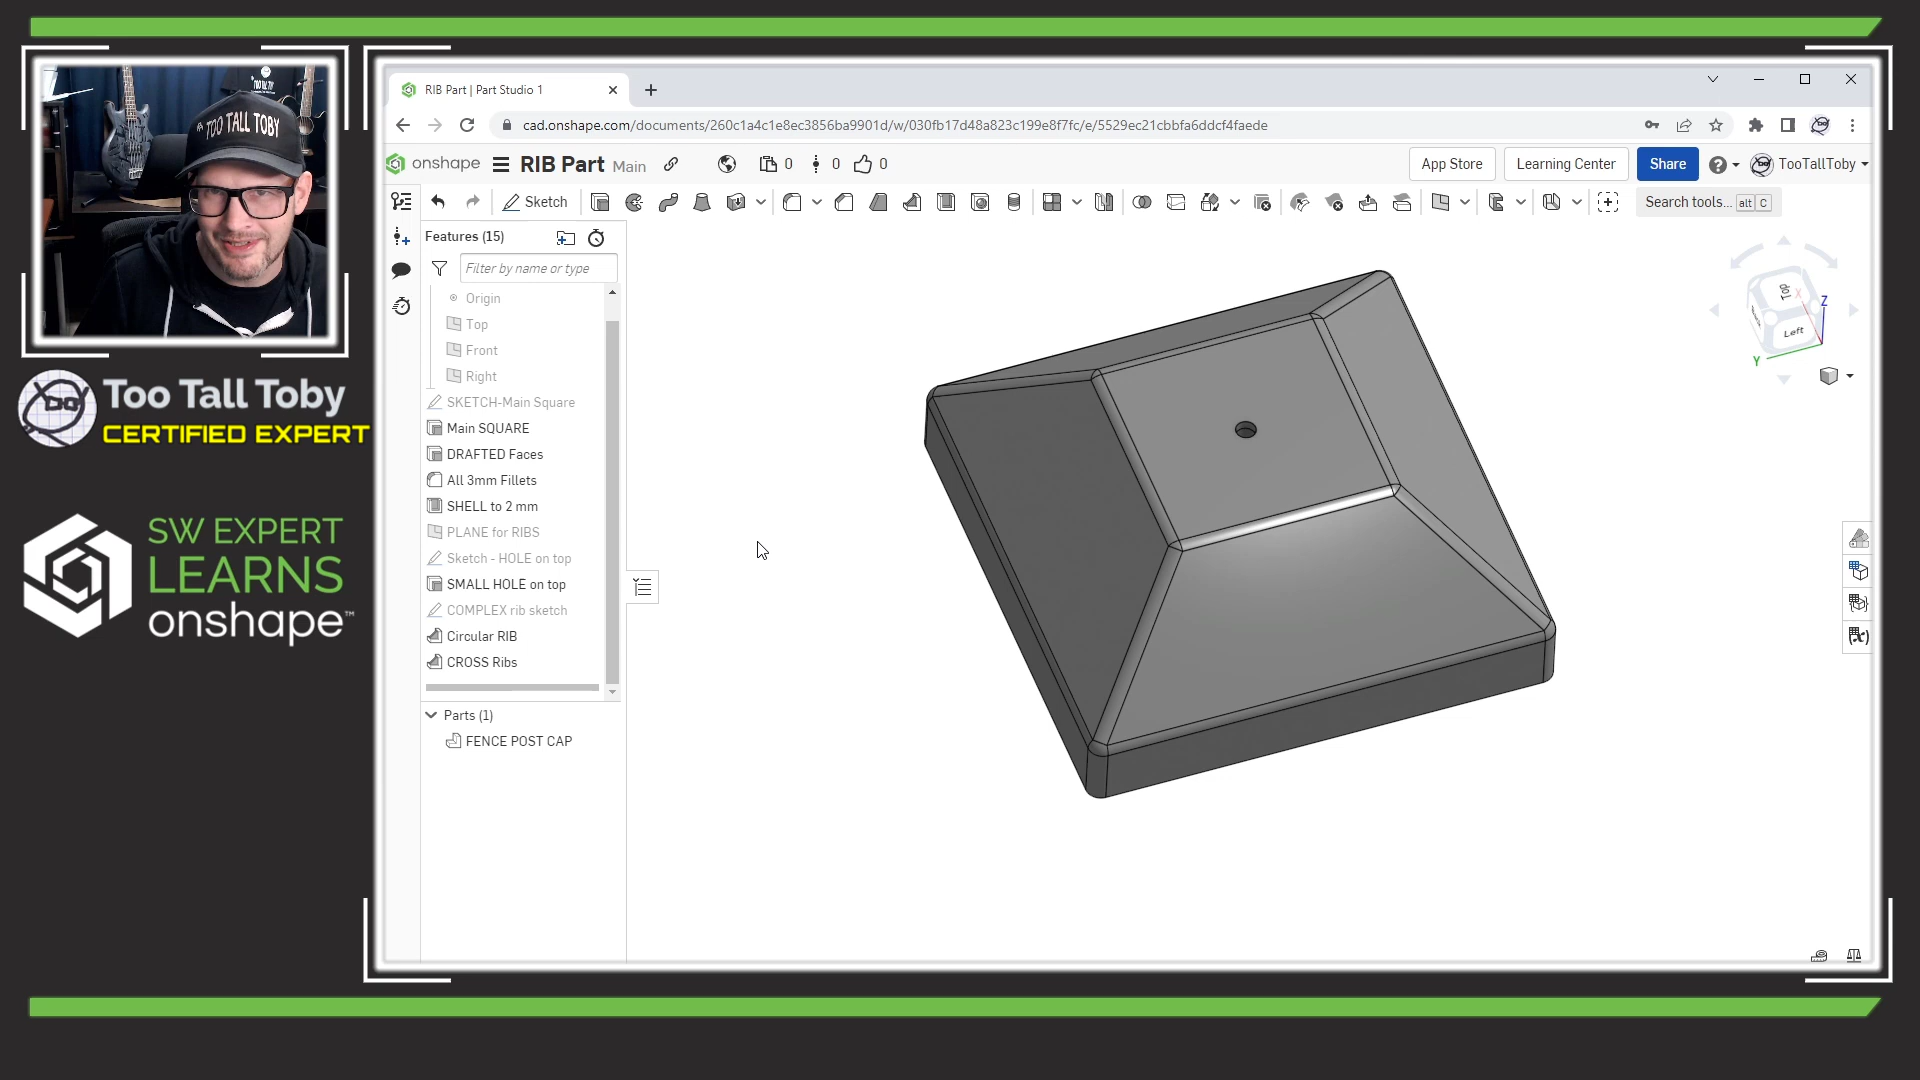 RIB Part | Part Studio 1
cad.onshape.com/documents/260c1a4c1e8ec3856ba9901d/w/030fb17d48a823c199e8f7fc/e/5529ec21cbbfa6ddcf4faede
onshape
RIB Part Main
0
0
0
App Store
Learning Center
Share
TooTallToby
Sketch
Search tools... alt C
Features (15)
Filter by name or type
Origin
Top
Front
Right
SKETCH-Main Square
Main SQUARE
DRAFTED Faces
All 3mm Fillets
SHELL to 2 mm
PLANE for RIBS
Sketch - HOLE on top
SMALL HOLE on top
COMPLEX rib sketch
Circular RIB
CROSS Ribs
Parts (1)
FENCE POST CAP
Top
Left
X
Z
Y
TOO TALL TOBY
Too Tall Toby
CERTIFIED EXPERT
SW EXPERT
LEARNS
onshape™